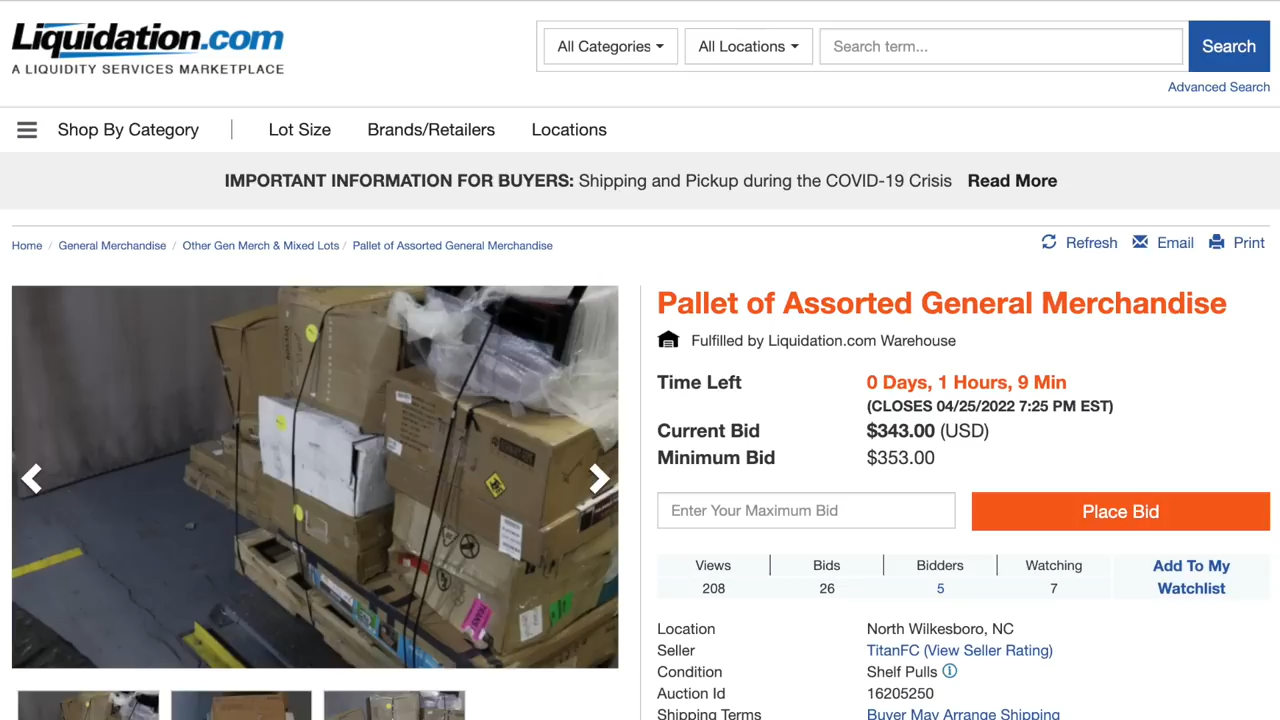 Liquidation.com
A LIQUIDITY SERVICES MARKETPLACE
All Categories All Locations Search term... Search
Advanced Search
Shop By Category Lot Size Brands/Retailers Locations
IMPORTANT INFORMATION FOR BUYERS: Shipping and Pickup during the COVID-19 Crisis Read More
Home / General Merchandise / Other Gen Merch & Mixed Lots / Pallet of Assorted General Merchandise
Refresh Email Print
Pallet of Assorted General Merchandise
Fulfilled by Liquidation.com Warehouse
Time Left 0 Days, 1 Hours, 9 Min
(CLOSES 04/25/2022 7:25 PM EST)
Current Bid $343.00 (USD)
Minimum Bid $353.00
Enter Your Maximum Bid Place Bid
Views Bids Bidders Watching Add To My
208 26 5 7 Watchlist
Location North Wilkesboro, NC
Seller TitanFC (View Seller Rating)
Condition Shelf Pulls
Auction Id 16205250
Shipping Terms Buyer May Arrange Shipping